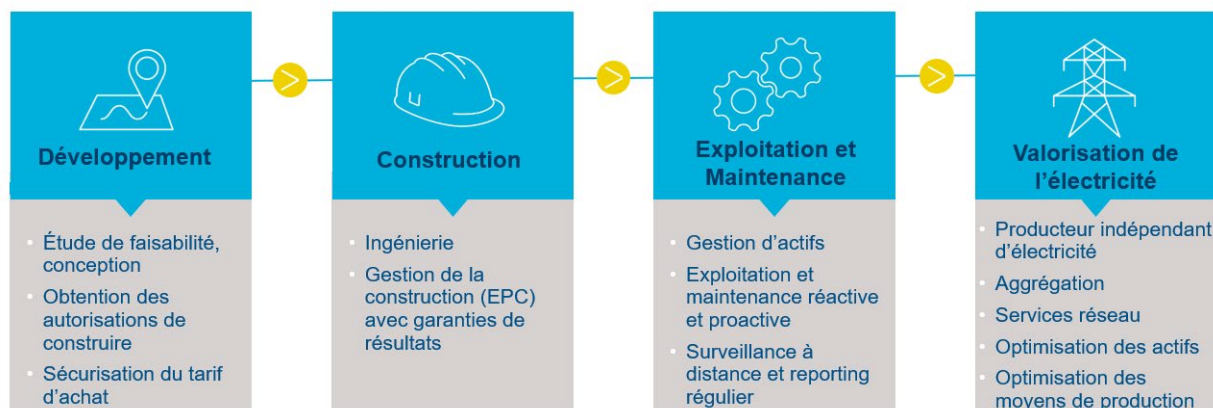 Développement
Étude de faisabilité,
conception
Obtention des
autorisations de
construire
Sécurisation du tarif
d'achat
Construction
Ingénierie
Gestion de la
construction (EPC)
avec garanties de
résultats
Exploitation et
Maintenance
Gestion d'actifs
Exploitation et
maintenance réactive
et proactive
Surveillance à
distance et reporting
régulier
Valorisation de
l'électricité
Producteur indépendant
d'électricité
Aggrégation
Services réseau
Optimisation des actifs
Optimisation des
moyens de production